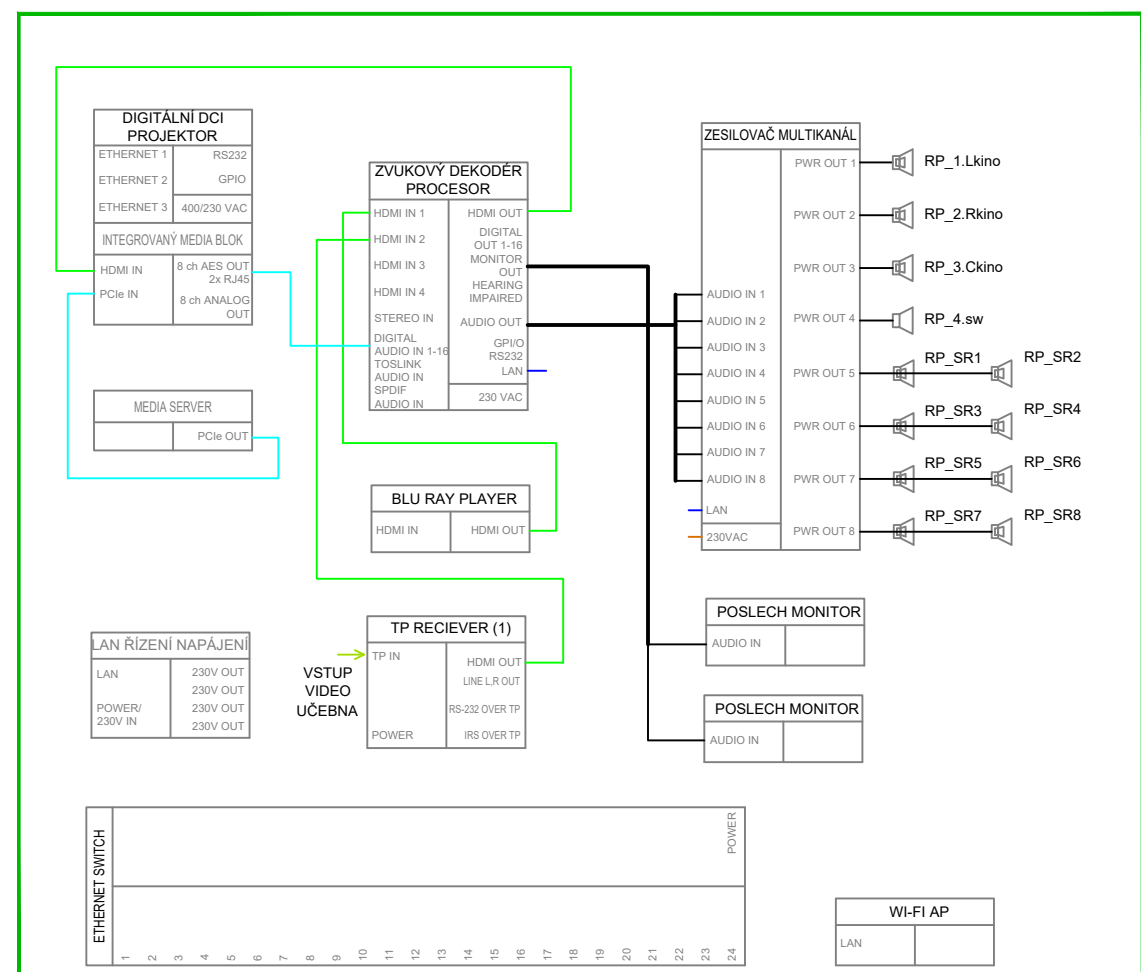 DIGITÁLNÍ DCI
PROJEKTOR
ETHERNET 1
RS232
ETHERNET 2
GPIO
ETHERNET 3
400/230 VAC
INTEGROVANÝ MEDIA BLOK
HDMI IN
8 ch AES OUT
2x RJ45
PCIe IN
8 ch ANALOG
OUT
MEDIA SERVER
PCIe OUT
ZVUKOVÝ DEKODÉR
PROCESOR
HDMI IN 1
HDMI IN 2
HDMI IN 3
HDMI IN 4
STEREO IN
DIGITAL
AUDIO IN 1-16
TOSLINK
AUDIO IN
SPDIF
AUDIO IN
HDMI OUT
DIGITAL
OUT 1-16
MONITOR
OUT
HEARING
IMPAIRED
AUDIO OUT
GPI/O
RS232
LAN
230 VAC
BLU RAY PLAYER
HDMI IN
HDMI OUT
ZESILOVAČ MULTIKANÁL
AUDIO IN 1
AUDIO IN 2
AUDIO IN 3
AUDIO IN 4
AUDIO IN 5
AUDIO IN 6
AUDIO IN 7
AUDIO IN 8
LAN
230VAC
PWR OUT 1
PWR OUT 2
PWR OUT 3
PWR OUT 4
PWR OUT 5
PWR OUT 6
PWR OUT 7
PWR OUT 8
RP_1.Lkino
RP_2.Rkino
RP_3.Ckino
RP_4.sw
RP_SR1
RP_SR2
RP_SR3
RP_SR4
RP_SR5
RP_SR6
RP_SR7
RP_SR8
LAN ŘÍZENÍ NAPÁJENÍ
LAN
POWER/
230V IN
230V OUT
230V OUT
230V OUT
230V OUT
VSTUP
VIDEO
UČEBNA
TP RECIEVER (1)
TP IN
POWER
HDMI OUT
LINE L,R OUT
RS-232 OVER TP
IRS OVER TP
POSLECH MONITOR
AUDIO IN
POSLECH MONITOR
AUDIO IN
ETHERNET SWITCH
POWER
1 2 3 4 5 6 7 8 9 10 11 12 13 14 15 16 17 18 19 20 21 22 23 24
WI-FI AP
LAN